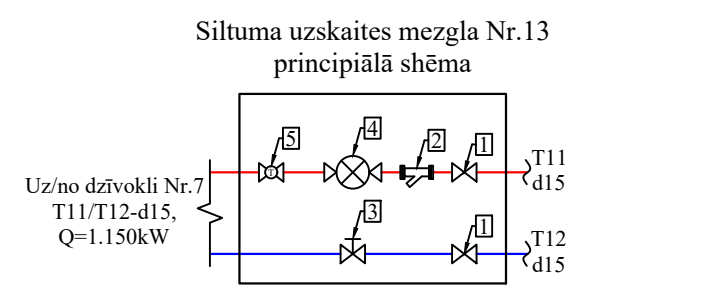 Siltuma uzskaites mezgla Nr.13
principiālā shēma
5
4
2
1
T11
d15
Uz/no dzīvokli Nr.7
T11/T12-d15,
Q=1.150kW
T
3
1
T12
d15